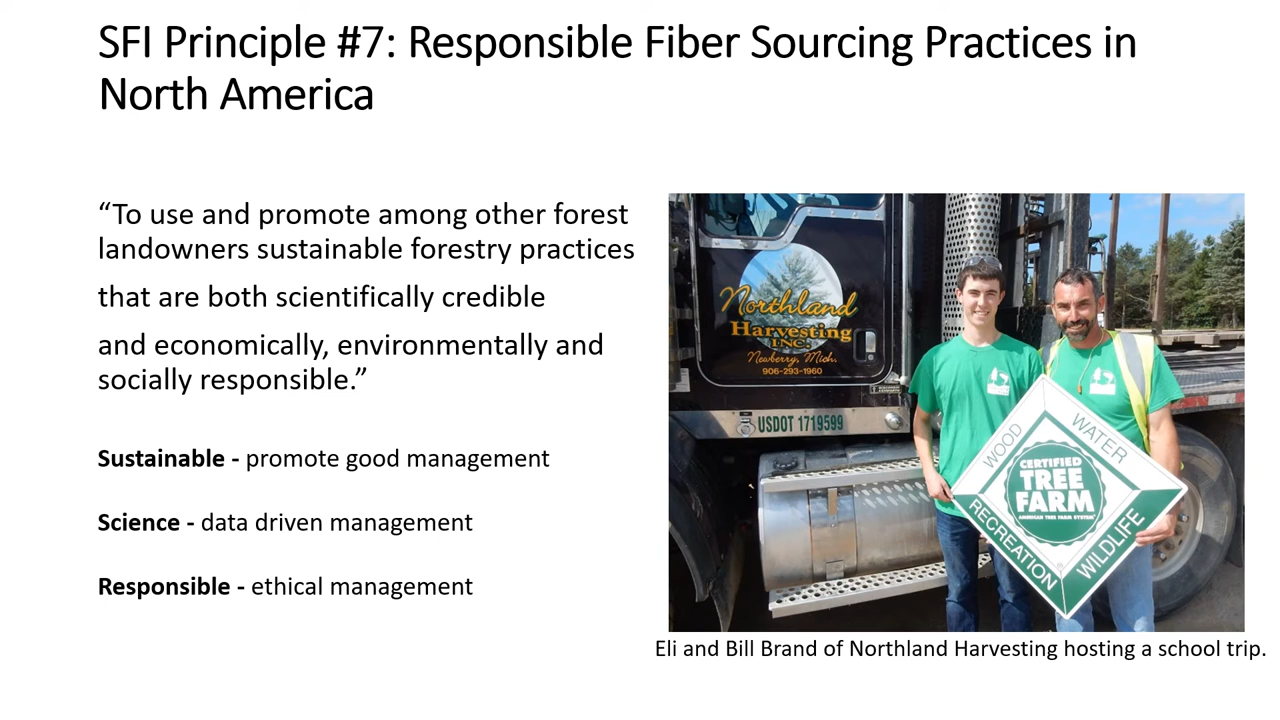 SFI Principle #7: Responsible Fiber Sourcing Practices in
North America
“To use and promote among other forest
landowners sustainable forestry practices
that are both scientifically credible
and economically, environmentally and
socially responsible.”
Sustainable - promote good management
Science - data driven management
Responsible - ethical management
Northland
Harvesting
INC.
Newberry, Mich.
906-293-1960
USDOT 1719599
WOOD
WATER
CERTIFIED
TREE
FARM
AMERICAN TREE FARM SYSTEM
RECREATION
WILDLIFE
Eli and Bill Brand of Northland Harvesting hosting a school trip.